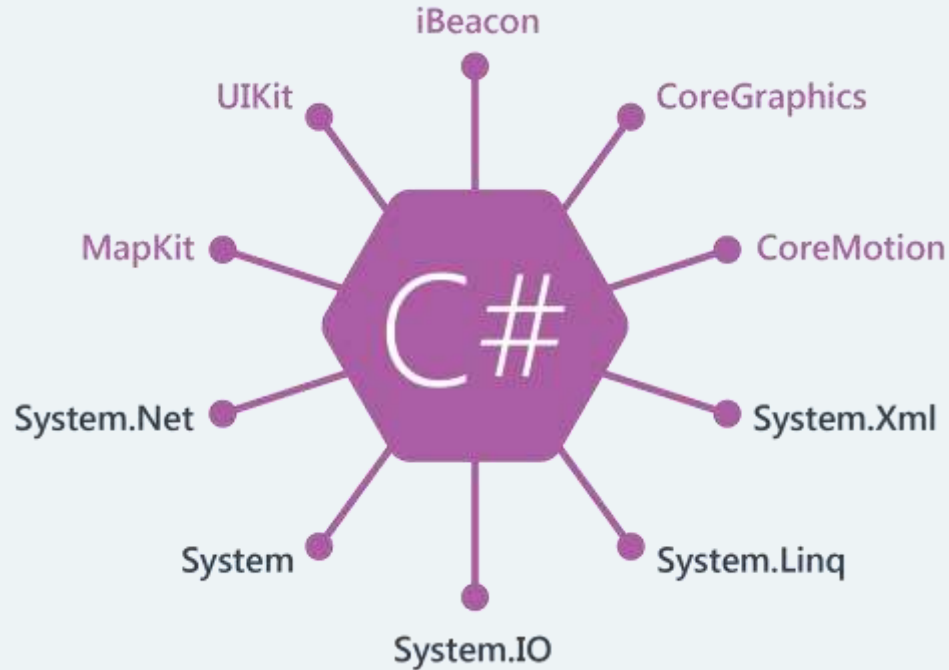 iBeacon
UIKit
CoreGraphics
MapKit
CoreMotion
C#
System.Net
System.Xml
System
System.Linq
System.IO